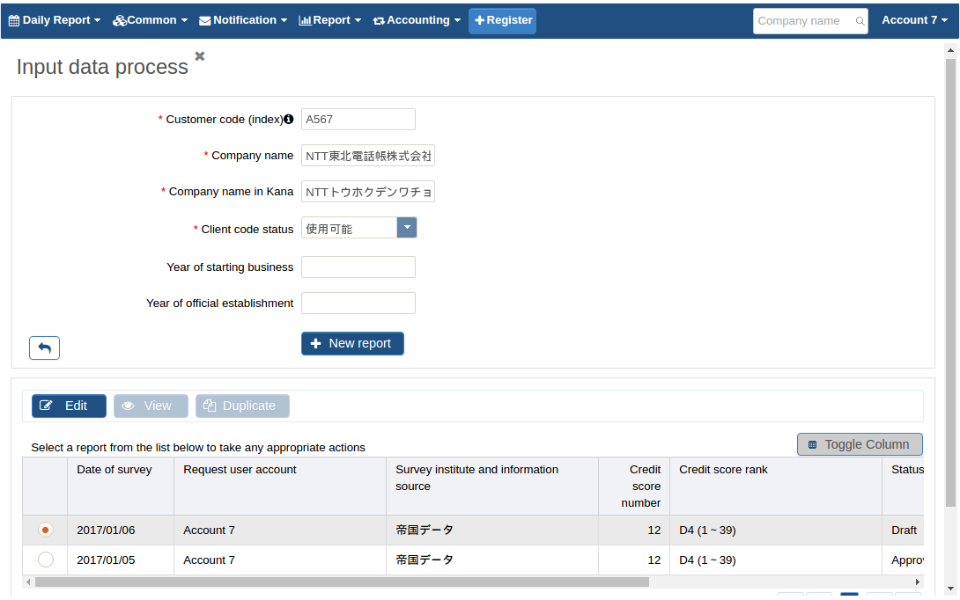 Daily Report Common Notification Report Accounting Register Company name Account 7
Input data process
* Customer code (index) A567
* Company name NTT東北電話帳株式会社
* Company name in Kana NTTトウホクデンワチョ
* Client code status 使用可能
Year of starting business
Year of official establishment
New report
Edit View Duplicate
Select a report from the list below to take any appropriate actions
Toggle Column
Date of survey Request user account Survey institute and information source Credit score number Credit score rank Status
2017/01/06 Account 7 帝国データ 12 D4 (1 ~ 39) Draft
2017/01/05 Account 7 帝国データ 12 D4 (1 ~ 39) Appro